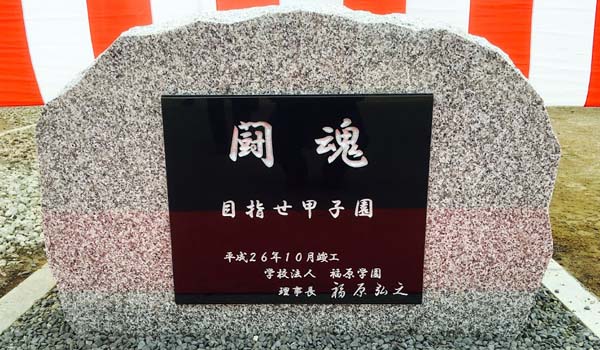 闘魂
目指せ甲子園
平成26年10月竣工
学校法人 福原学園
理事長 福原弘之